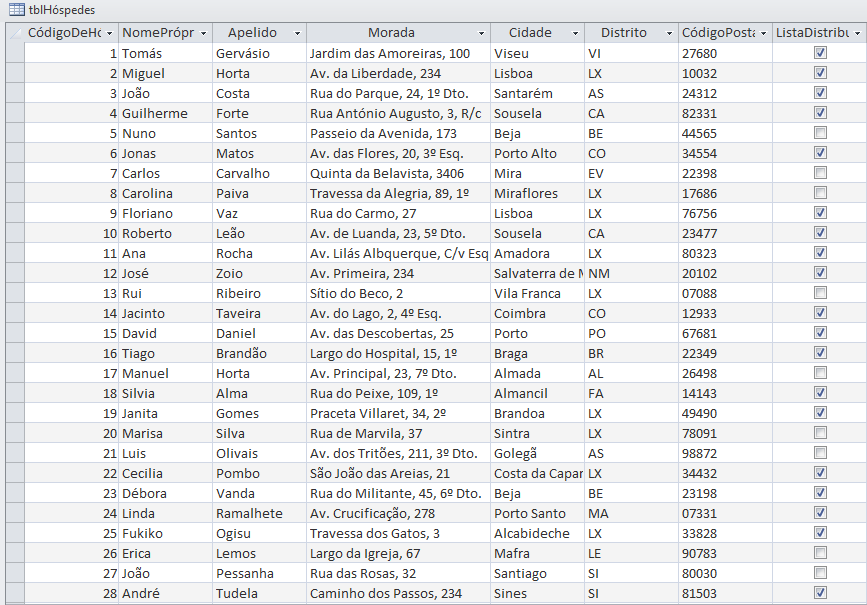 tblHóspedes
CódigoDeHo NomePrópr Apelido Morada Cidade Distrito CódigoPosta ListaDistribu
1 Tomás Gervásio Jardim das Amoreiras, 100 Viseu VI 27680
2 Miguel Horta Av. da Liberdade, 234 Lisboa LX 10032
3 João Costa Rua do Parque, 24, 1º Dto. Santarém AS 24312
4 Guilherme Forte Rua António Augusto, 3, R/c Sousela CA 82331
5 Nuno Santos Passeio da Avenida, 173 Beja BE 44565
6 Jonas Matos Av. das Flores, 20, 3º Esq. Porto Alto CO 34554
7 Carlos Carvalho Quinta da Belavista, 3406 Mira EV 22398
8 Carolina Paiva Travessa da Alegria, 89, 1º Miraflores LX 17686
9 Floriano Vaz Rua do Carmo, 27 Lisboa LX 76756
10 Roberto Leão Av. de Luanda, 23, 5º Dto. Sousela CA 23477
11 Ana Rocha Av. Lilás Albquerque, C/v Esq Amadora LX 80323
12 José Zoio Av. Primeira, 234 Salvaterra de M NM 20102
13 Rui Ribeiro Sítio do Beco, 2 Vila Franca LX 07088
14 Jacinto Taveira Av. do Lago, 2, 4º Esq. Coimbra CO 12933
15 David Daniel Av. das Descobertas, 25 Porto PO 67681
16 Tiago Brandão Largo do Hospital, 15, 1º Braga BR 22349
17 Manuel Horta Av. Principal, 23, 7º Dto. Almada AL 26498
18 Silvia Alma Rua do Peixe, 109, 1º Almancil FA 14143
19 Janita Gomes Praceta Villaret, 34, 2º Brandoa LX 49490
20 Marisa Silva Rua de Marvila, 37 Sintra LX 78091
21 Luis Olivais Av. dos Tritões, 211, 3º Dto. Golegã AS 98872
22 Cecilia Pombo São João das Areias, 21 Costa da Capar LX 34432
23 Débora Vanda Rua do Militante, 45, 6º Dto. Beja BE 23198
24 Linda Ramalhete Av. Crucificação, 278 Porto Santo MA 07331
25 Fukiko Ogisu Travessa dos Gatos, 3 Alcabideche LX 33828
26 Erica Lemos Largo da Igreja, 67 Mafra LE 90783
27 João Pessanha Rua das Rosas, 32 Santiago SI 80030
28 André Tudela Caminho dos Passos, 234 Sines SI 81503